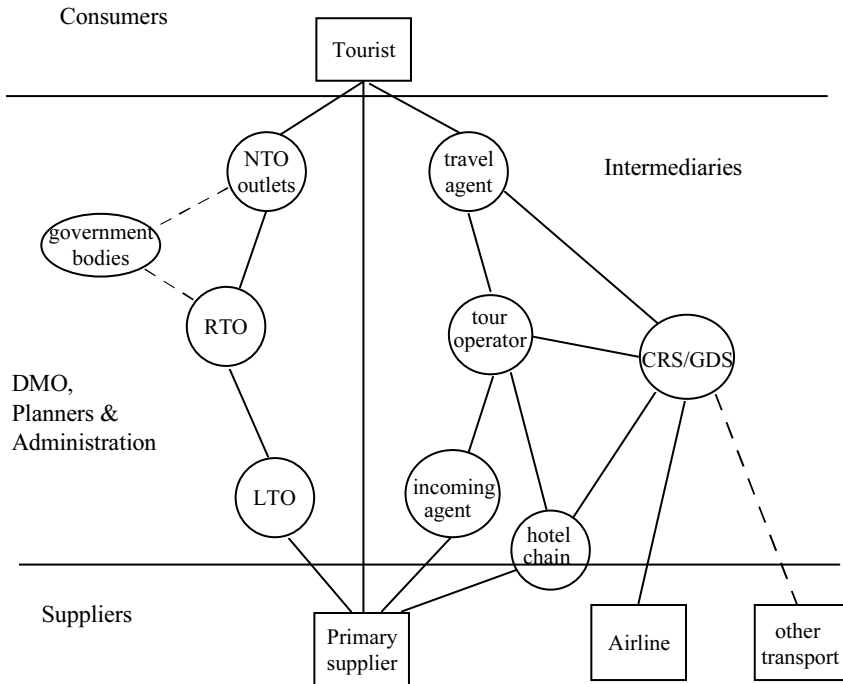 Consumers
Tourist
NTO
outlets
travel
agent
Intermediaries
government
bodies
RTO
tour
operator
CRS/GDS
DMO,
Planners &
Administration
LTO
incoming
agent
hotel
chain
Suppliers
Primary
supplier
Airline
other
transport